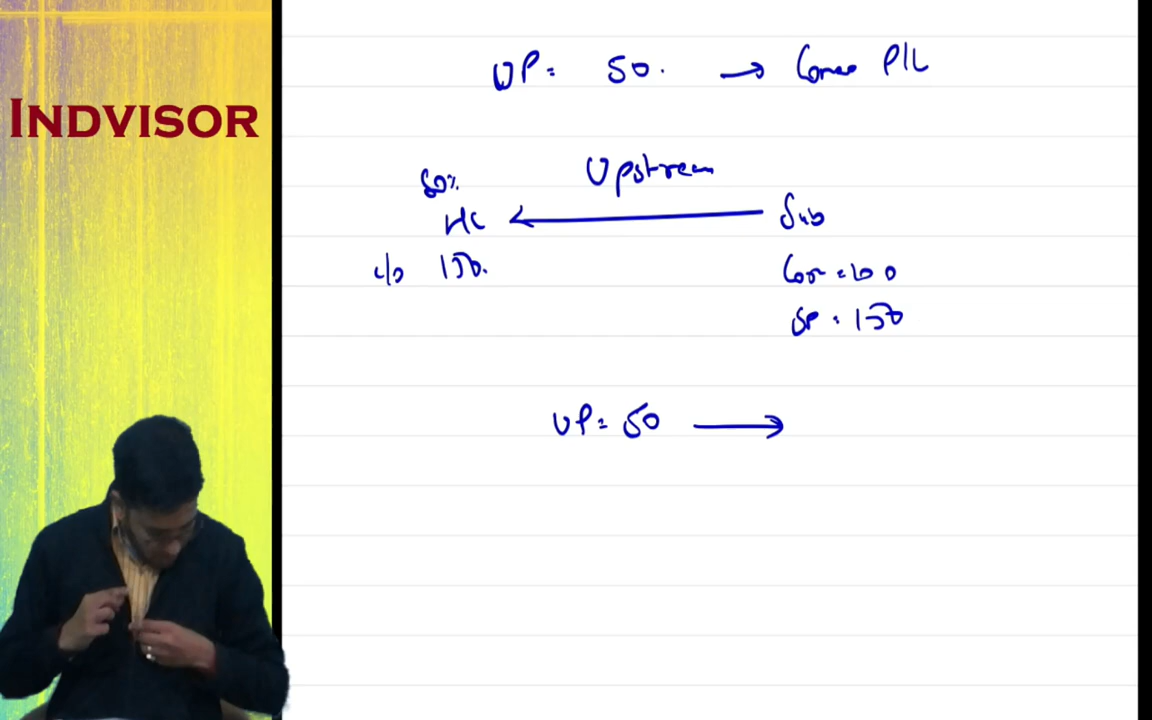 INDVISOR
UP = 50. → Conso P/L
Upstream
80%
HC ← Sub
c/s 150. Cost = 100
SP = 150
UP = 50 →